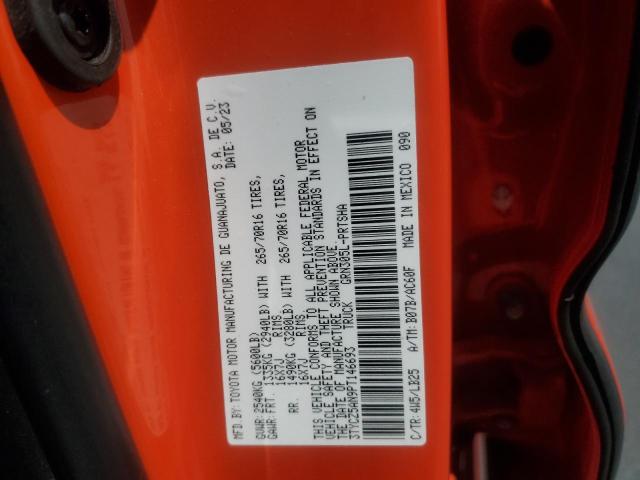 MFD.BY: TOYOTA MOTOR MANUFACTURING DE GUANAJUATO, S.A. DE C.V.
DATE: 05/23
GVWR: 2540KG (5600LB)
GAWR: FRT. 1335KG (2940LB) WITH 265/70R16 TIRES,
16X7J RIMS,
RR. 1490KG (3280LB) WITH 265/70R16 TIRES,
16X7J RIMS,
THIS VEHICLE CONFORMS TO ALL APPLICABLE FEDERAL MOTOR
VEHICLE SAFETY AND THEFT PREVENTION STANDARDS IN EFFECT ON
THE DATE OF MANUFACTURE SHOWN ABOVE.
3TYCZ5AN9PT146693 TRUCK GRN305L-PRTSHA
C/TR: 4W5/LB25 A/TM: B07B/AC60F MADE IN MEXICO 090